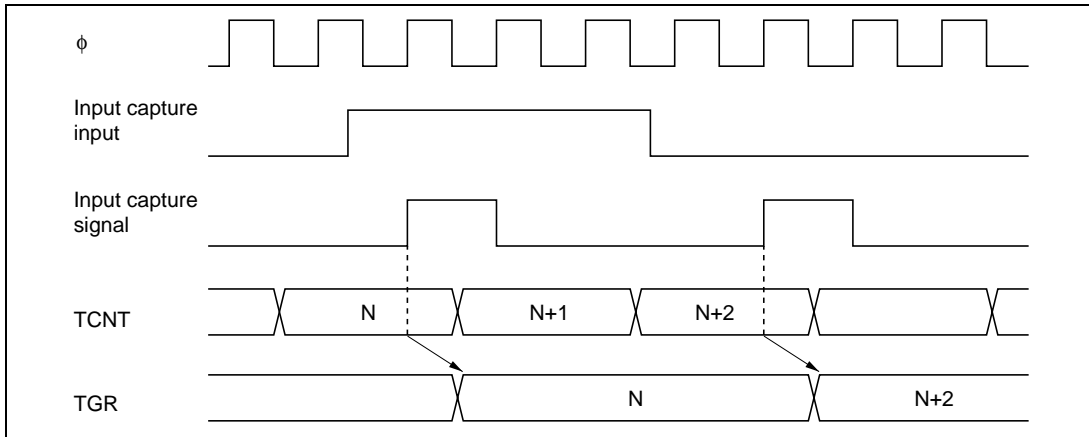 ϕ
Input capture
input
Input capture
signal
TCNT N N+1 N+2
TGR N N+2